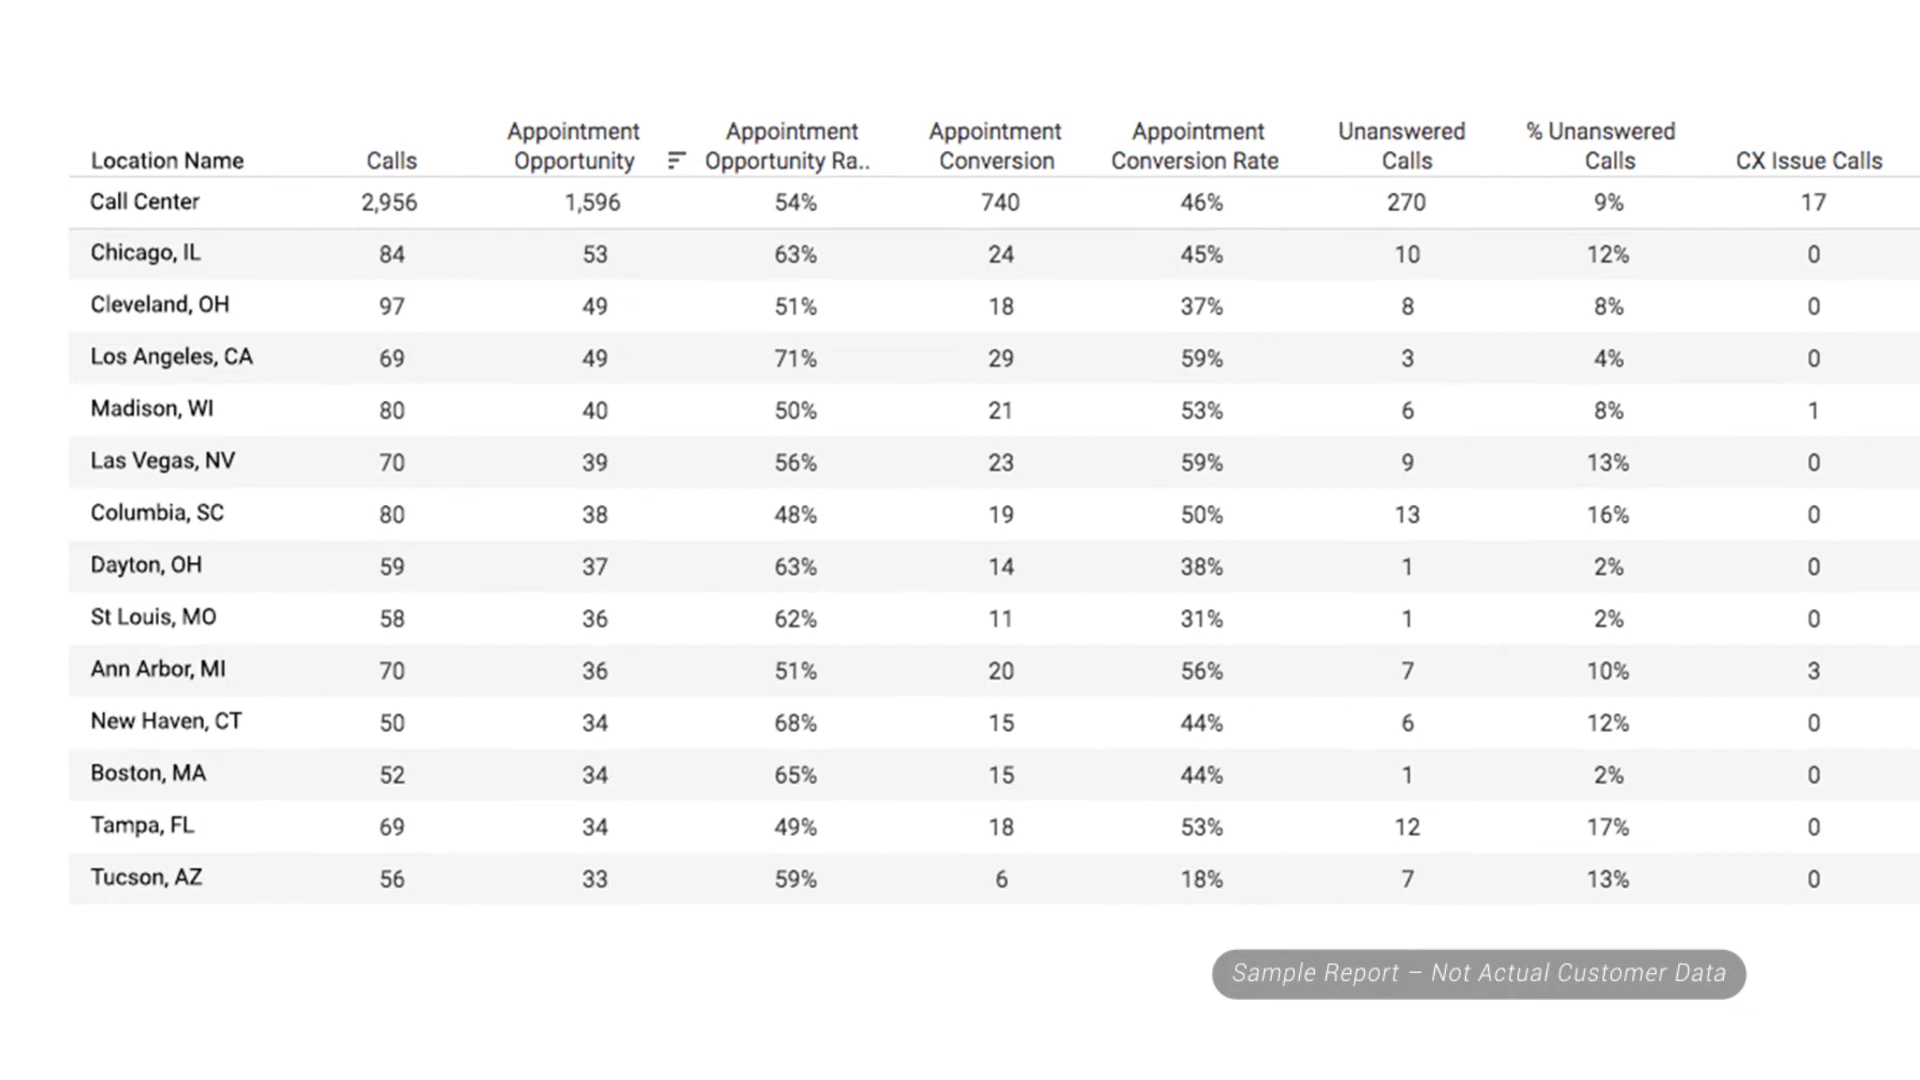 Location Name Calls Appointment Opportunity Appointment Opportunity Ra.. Appointment Conversion Appointment Conversion Rate Unanswered Calls % Unanswered Calls CX Issue Calls
Call Center 2,956 1,596 54% 740 46% 270 9% 17
Chicago, IL 84 53 63% 24 45% 10 12% 0
Cleveland, OH 97 49 51% 18 37% 8 8% 0
Los Angeles, CA 69 49 71% 29 59% 3 4% 0
Madison, WI 80 40 50% 21 53% 6 8% 1
Las Vegas, NV 70 39 56% 23 59% 9 13% 0
Columbia, SC 80 38 48% 19 50% 13 16% 0
Dayton, OH 59 37 63% 14 38% 1 2% 0
St Louis, MO 58 36 62% 11 31% 1 2% 0
Ann Arbor, MI 70 36 51% 20 56% 7 10% 3
New Haven, CT 50 34 68% 15 44% 6 12% 0
Boston, MA 52 34 65% 15 44% 1 2% 0
Tampa, FL 69 34 49% 18 53% 12 17% 0
Tucson, AZ 56 33 59% 6 18% 7 13% 0
Sample Report – Not Actual Customer Data